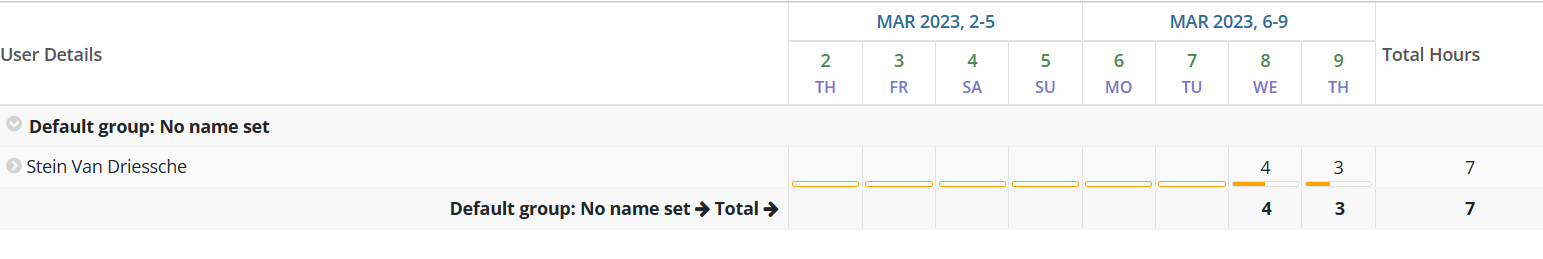 User Details MAR 2023, 2-5 MAR 2023, 6-9 Total Hours
2 3 4 5 6 7 8 9
TH FR SA SU MO TU WE TH
Default group: No name set
Stein Van Driessche 4 3 7
Default group: No name set → Total → 4 3 7